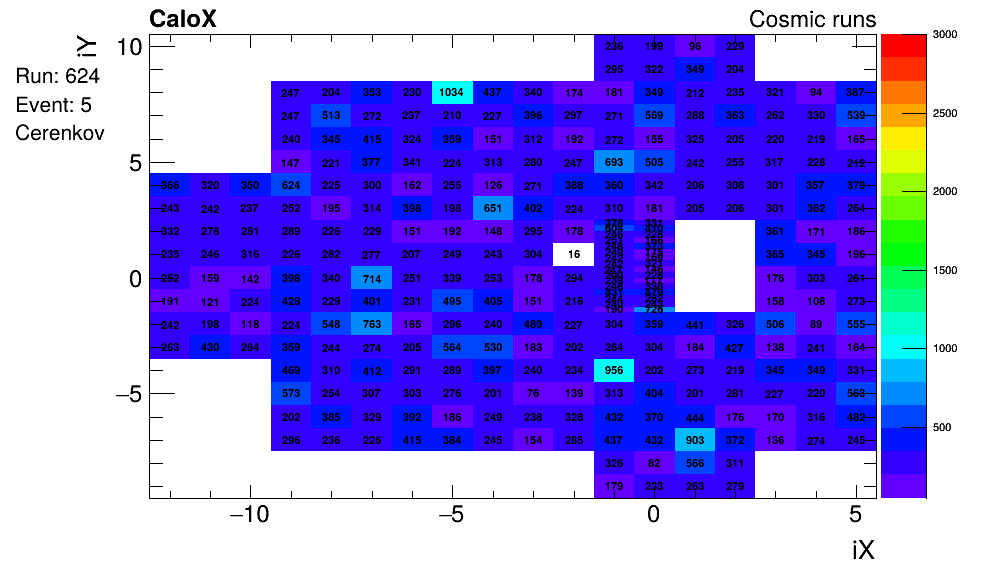 CaloX Cosmic runs
iY
Run: 624
Event: 5
Cerenkov
10 236 199 96 229 3000
295 322 349 204
247 204 353 230 1034 437 340 174 181 349 212 235 321 94 387
247 513 272 237 210 227 396 297 271 569 288 363 262 330 539 2500
240 345 415 324 359 151 312 192 272 155 325 205 220 219 165
5 147 221 377 341 224 313 280 247 693 505 242 255 317 228 212
366 320 350 624 225 300 162 255 126 271 388 360 342 206 308 301 357 379 2000
243 242 237 252 195 314 398 198 651 402 224 310 181 205 206 301 362 264
332 278 281 289 226 229 151 192 148 295 178 361 171 186
235 246 316 226 282 277 207 249 243 304 16 365 345 196 1500
0 252 159 142 398 340 714 251 339 253 178 294 176 303 261
191 121 224 428 229 401 231 495 405 151 216 190 726 158 108 273
242 198 118 224 548 763 165 296 240 489 227 304 359 441 326 506 89 555
263 430 264 359 244 274 205 564 530 183 202 264 304 184 427 138 241 164 1000
469 310 412 291 269 397 240 234 956 202 273 219 345 349 331
−5 573 254 307 303 276 201 76 139 313 404 201 281 227 220 563
202 385 329 392 186 249 238 328 432 370 444 176 170 316 482 500
296 236 226 415 384 245 154 265 437 432 903 372 136 274 245
326 82 566 311
179 233 263 279
−10 −5 0 5
iX